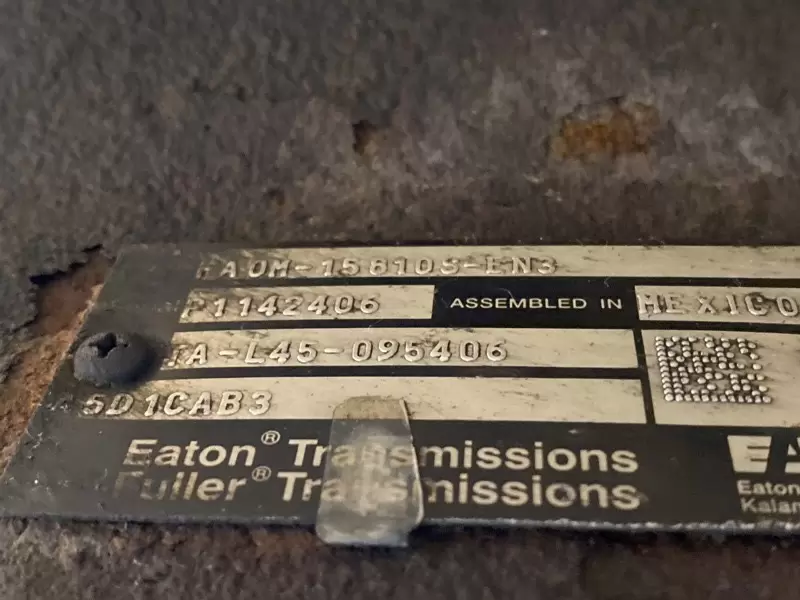 FAOM-15810S-EN3
P1142406 ASSEMBLED IN MEXICO
TA-L45-095406
5D1CAB3
Eaton® Transmissions
Fuller® Transmissions
Eaton